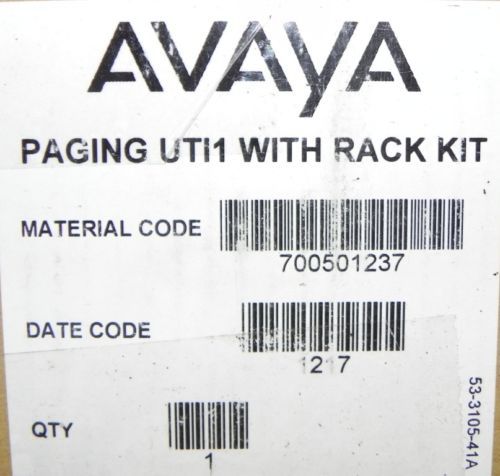 AVAYA
PAGING UTI1 WITH RACK KIT
MATERIAL CODE
700501237
DATE CODE
1217
QTY
1
53-3105-41A